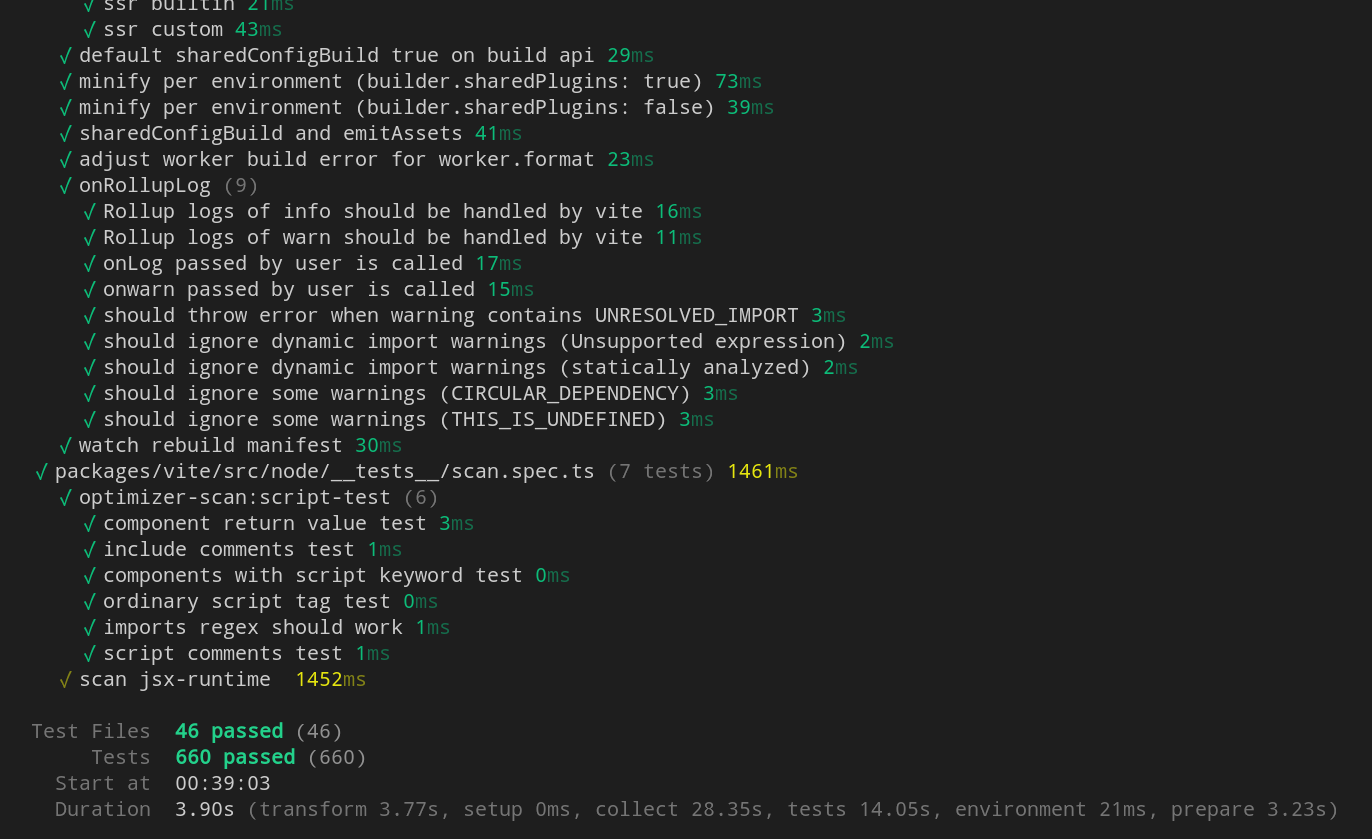 √ ssr builtin 21ms
√ ssr custom 43ms
√ default sharedConfigBuild true on build api 29ms
√ minify per environment (builder.sharedPlugins: true) 73ms
√ minify per environment (builder.sharedPlugins: false) 39ms
√ sharedConfigBuild and emitAssets 41ms
√ adjust worker build error for worker.format 23ms
√ onRollupLog (9)
√ Rollup logs of info should be handled by vite 16ms
√ Rollup logs of warn should be handled by vite 11ms
√ onLog passed by user is called 17ms
√ onwarn passed by user is called 15ms
√ should throw error when warning contains UNRESOLVED_IMPORT 3ms
√ should ignore dynamic import warnings (Unsupported expression) 2ms
√ should ignore dynamic import warnings (statically analyzed) 2ms
√ should ignore some warnings (CIRCULAR_DEPENDENCY) 3ms
√ should ignore some warnings (THIS_IS_UNDEFINED) 3ms
√ watch rebuild manifest 30ms
√ packages/vite/src/node/__tests__/scan.spec.ts (7 tests) 1461ms
√ optimizer-scan:script-test (6)
√ component return value test 3ms
√ include comments test 1ms
√ components with script keyword test 0ms
√ ordinary script tag test 0ms
√ imports regex should work 1ms
√ script comments test 1ms
√ scan jsx-runtime  1452ms
Test Files  46 passed (46)
Tests  660 passed (660)
Start at  00:39:03
Duration  3.90s (transform 3.77s, setup 0ms, collect 28.35s, tests 14.05s, environment 21ms, prepare 3.23s)